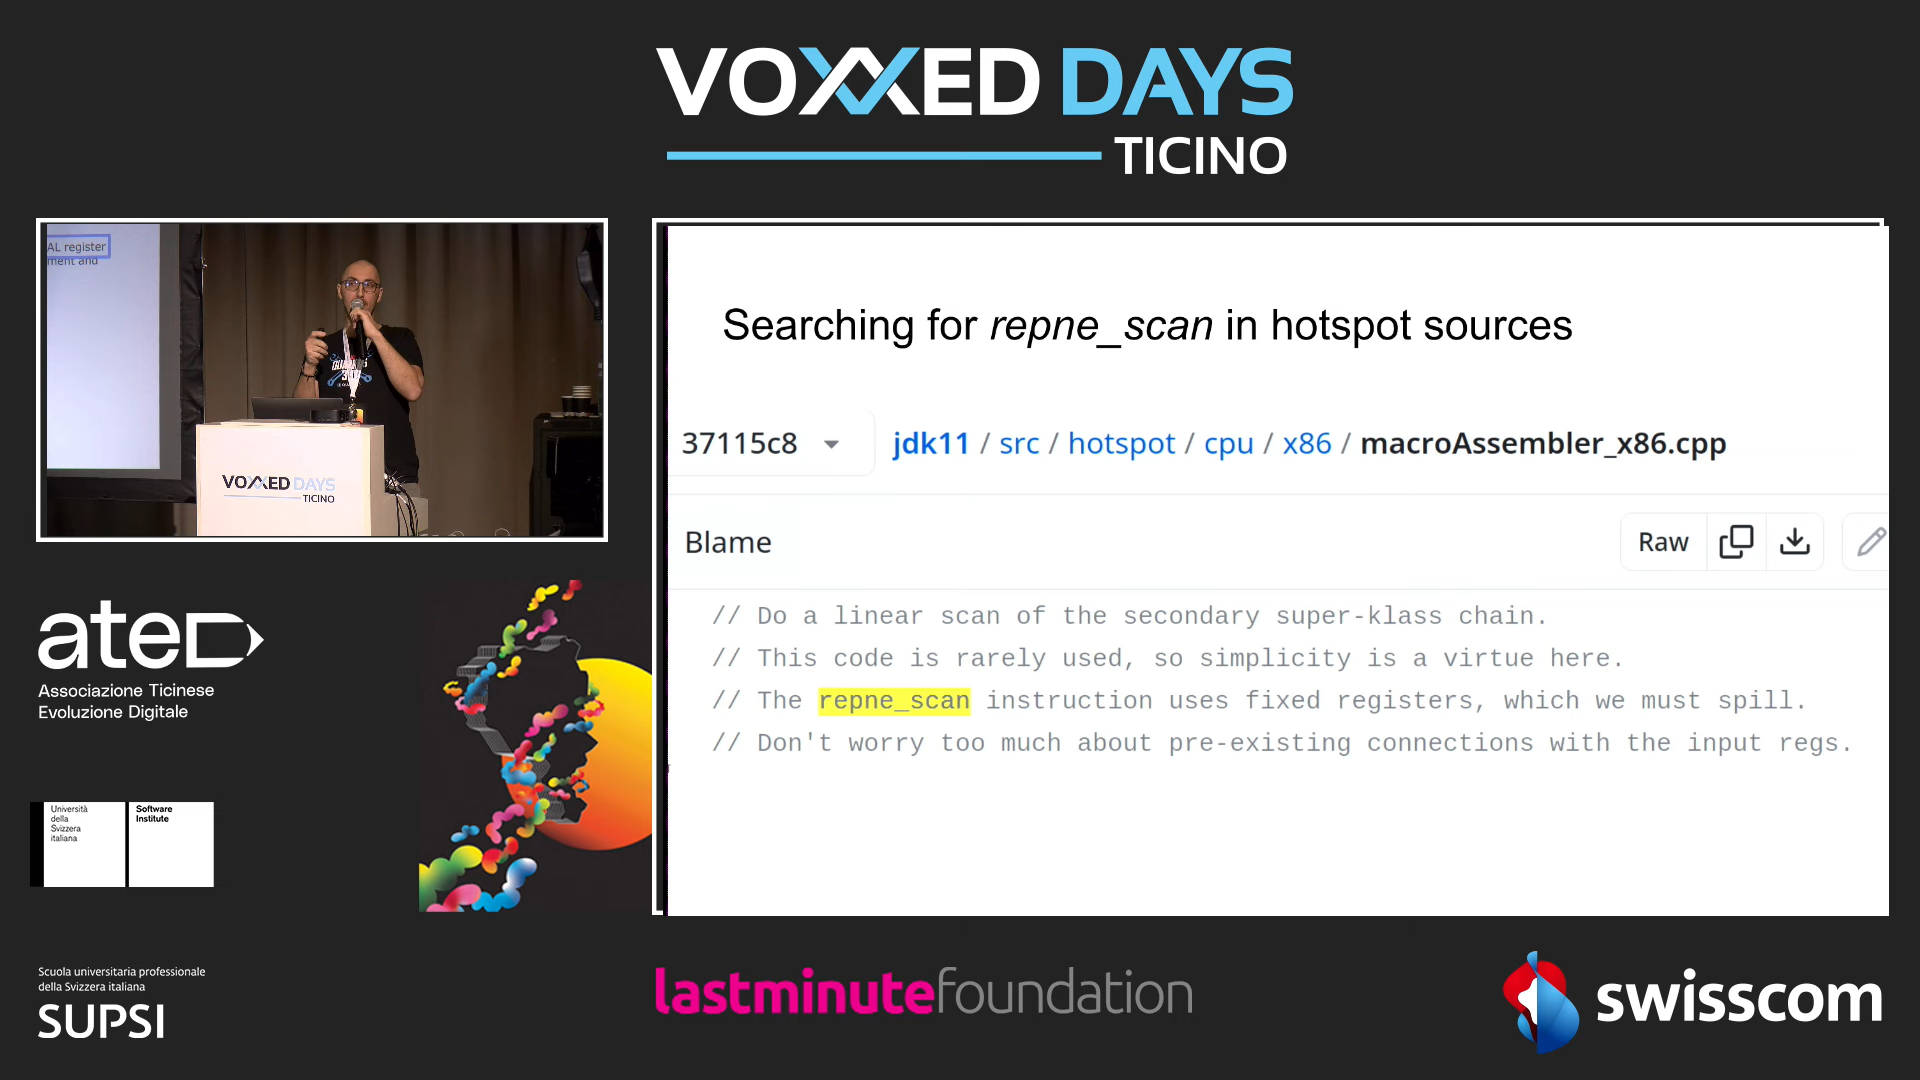 VOXXED DAYS
TICINO
AL register
ment and
VOXXED DAYS
TICINO
Searching for repne_scan in hotspot sources
37115c8
jdk11 / src / hotspot / cpu / x86 / macroAssembler_x86.cpp
Blame
Raw
// Do a linear scan of the secondary super-klass chain.
// This code is rarely used, so simplicity is a virtue here.
// The repne_scan instruction uses fixed registers, which we must spill.
// Don't worry too much about pre-existing connections with the input regs.
ated
Associazione Ticinese
Evoluzione Digitale
Università
della
Svizzera
italiana
Software
Institute
Scuola universitaria professionale
della Svizzera italiana
SUPSI
lastminutefoundation
swisscom